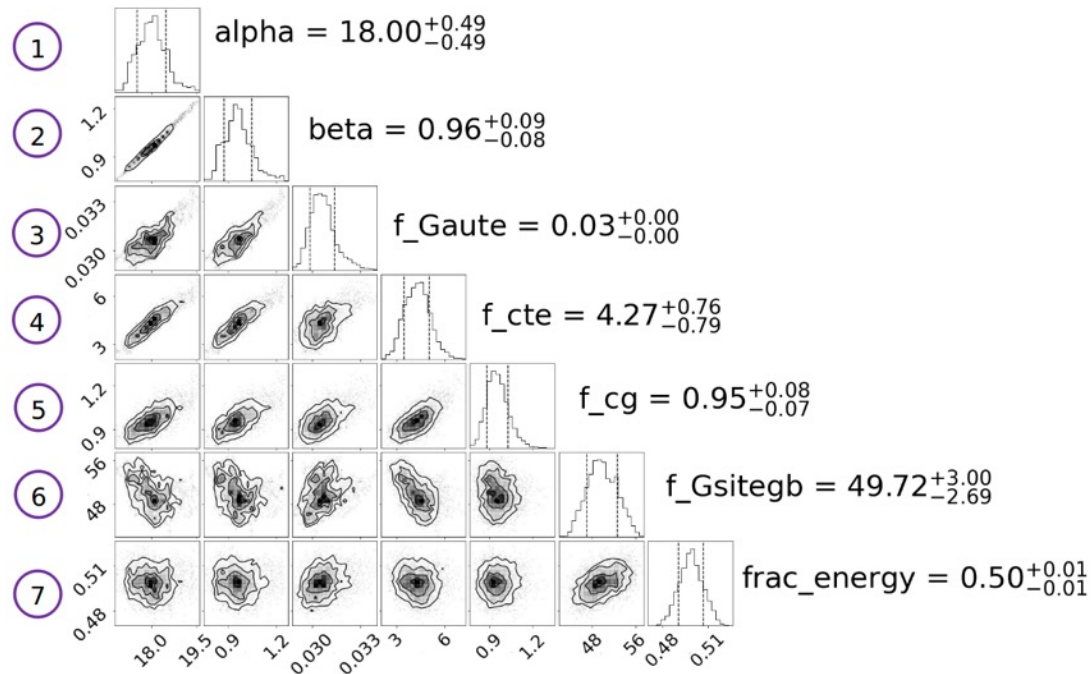 1
alpha = 18.00+0.49 −0.49
2
1.2
0.9
beta = 0.96+0.09 −0.08
3
0.033
0.030
f_Gaute = 0.03+0.00 −0.00
4
6
3
f_cte = 4.27+0.76 −0.79
5
1.2
0.9
f_cg = 0.95+0.08 −0.07
6
56
48
f_Gsitegb = 49.72+3.00 −2.69
7
0.51
0.48
frac_energy = 0.50+0.01 −0.01
18.0 19.5 0.9 1.2 0.030 0.033 3 6 0.9 1.2 48 56 0.48 0.51